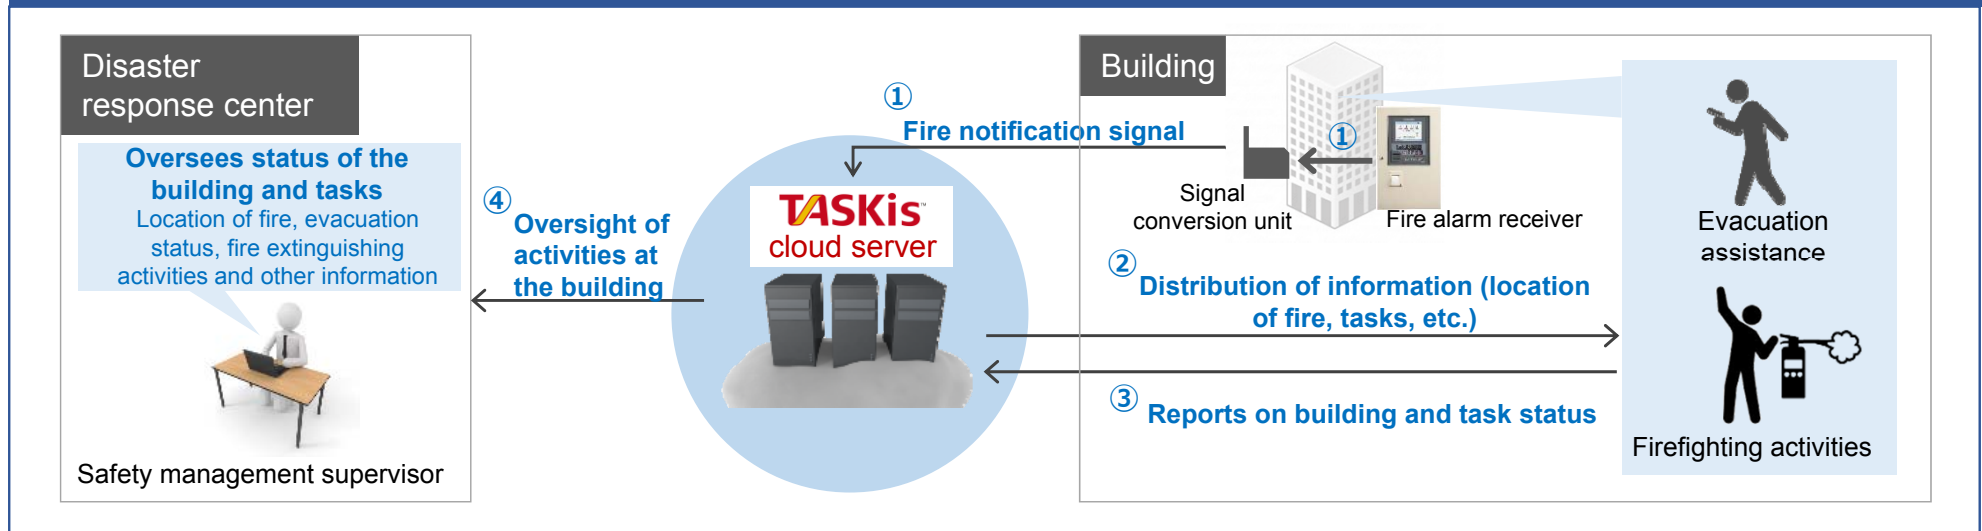 Disaster
response center
Oversees status of the
building and tasks
Location of fire, evacuation
status, fire extinguishing
activities and other information
Safety management supervisor
④
Oversight of
activities at
the building
①
Fire notification signal
TASKis™
cloud server
Building
①
Signal
conversion unit
Fire alarm receiver
②
Distribution of information (location
of fire, tasks, etc.)
③
Reports on building and task status
Evacuation
assistance
Firefighting activities